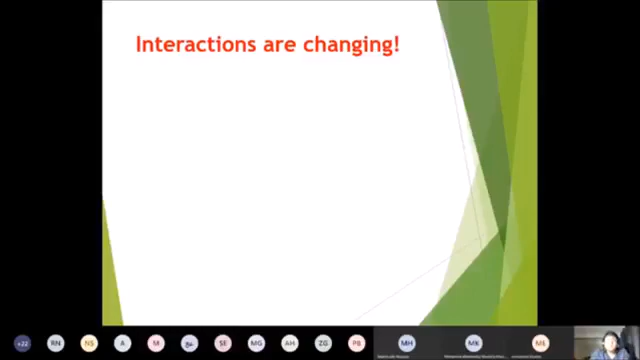 Interactions are changing!
+22
RN
NS
A
M
SE
MG
AH
ZG
PB
MH
MK
ME